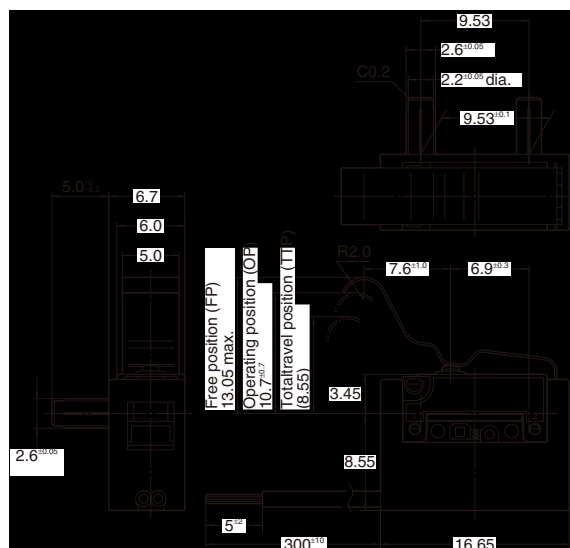 9.53
2.6±0.05
C0.2
2.2±0.05 dia.
9.53±0.1
6.7
6.0
5.0
R2.0
7.6±1.0
6.9±0.3
Free position (FP)
13.05 max.
Operating position (OP)
10.7±0.7
Totaltravel position (TTP)
(8.55)
3.45
2.6±0.05
8.55
5±2
300±10
16.65